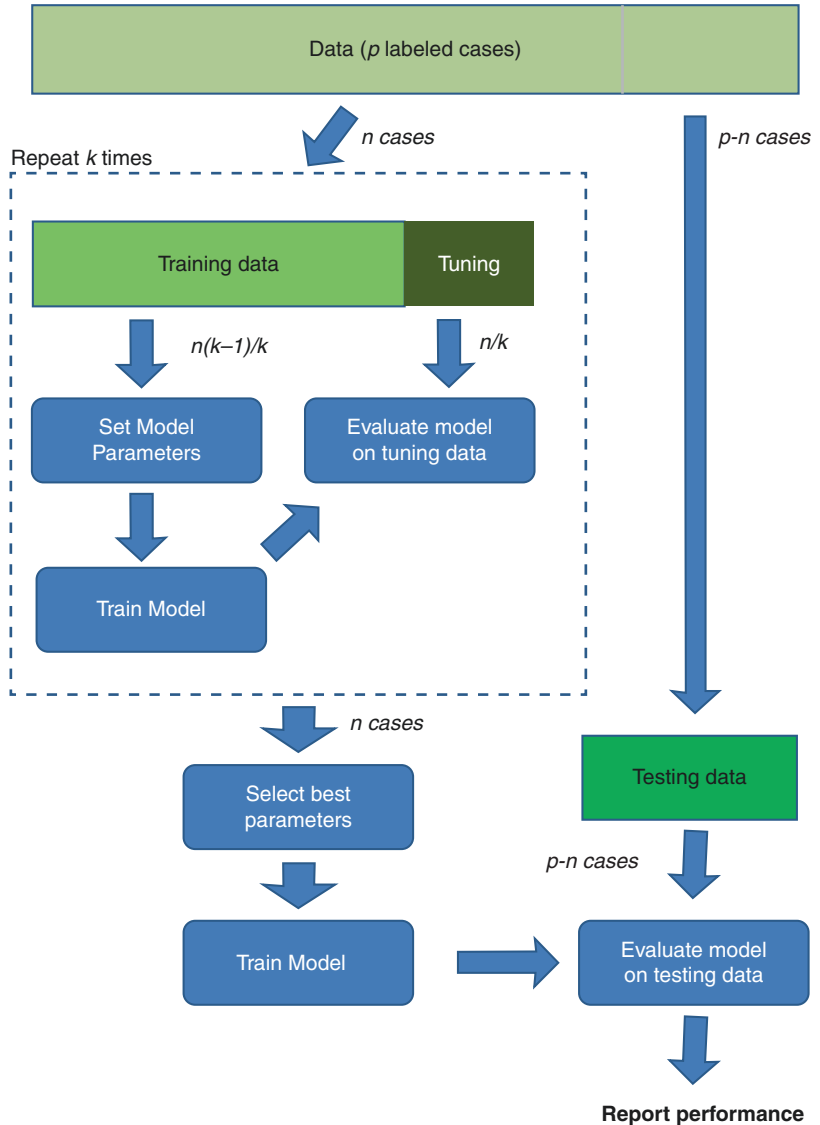 Data (p labeled cases)
n cases
p-n cases
Repeat k times
Training data
Tuning
n(k–1)/k
n/k
Set Model
Parameters
Evaluate model
on tuning data
Train Model
n cases
Select best
parameters
Testing data
p-n cases
Train Model
Evaluate model
on testing data
Report performance